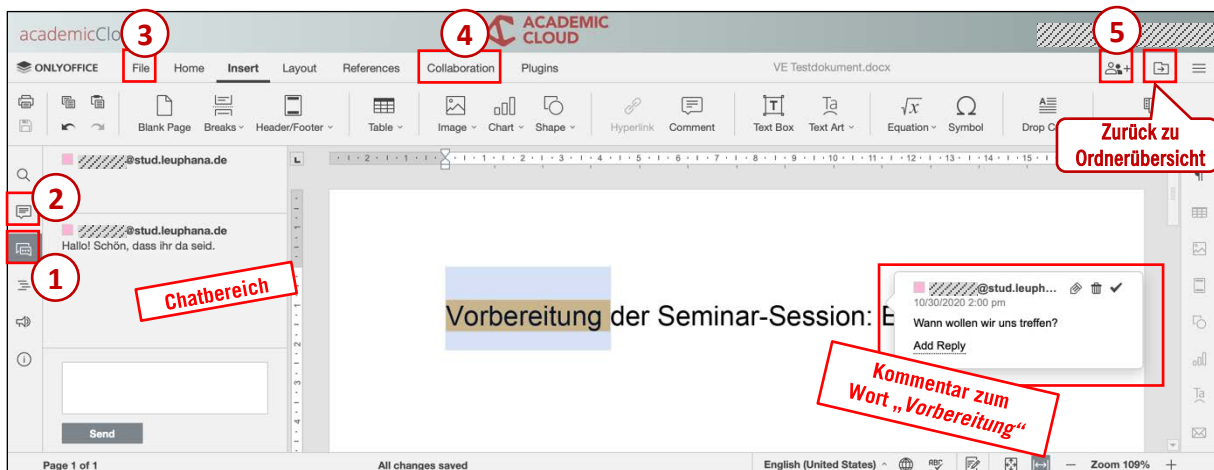 academicClo
3
4
ACADEMIC
CLOUD
5
ONLYOFFICE
File
Home
Insert
Layout
References
Collaboration
Plugins
VE Testdokument.docx
Blank Page
Breaks
Header/Footer
Table
Image
Chart
Shape
Hyperlink
Comment
Text Box
Text Art
Equation
Symbol
Drop C
Zurück zu
Ordnerübersicht
@stud.leuphana.de
2
@stud.leuphana.de
Hallo! Schön, dass ihr da seid.
1
Chatbereich
Vorbereitung der Seminar-Session: E
@stud.leuph...
10/30/2020 2:00 pm
Wann wollen wir uns treffen?
Add Reply
Kommentar zum
Wort „Vorbereitung“
Send
Page 1 of 1
All changes saved
English (United States)
Zoom 109%